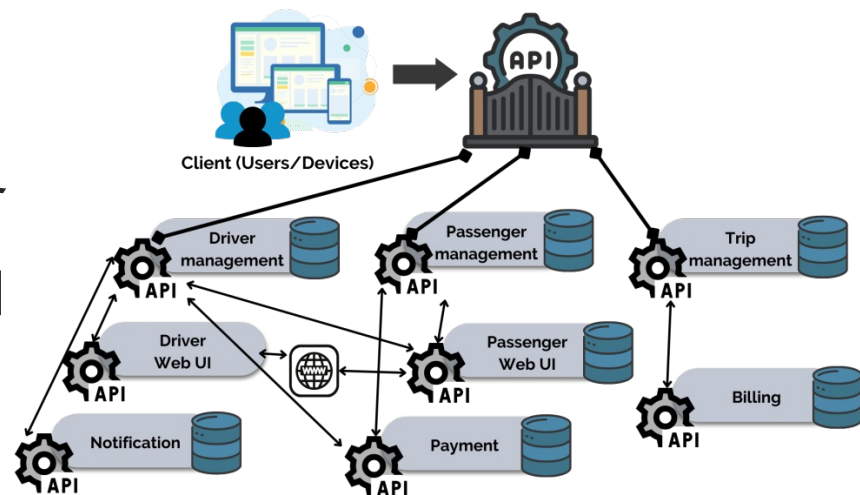 API
Client (Users/Devices)
Driver
management
API
Passenger
management
API
Trip
management
API
Driver
Web UI
API
WWW
Passenger
Web UI
API
Billing
API
Notification
API
Payment
API